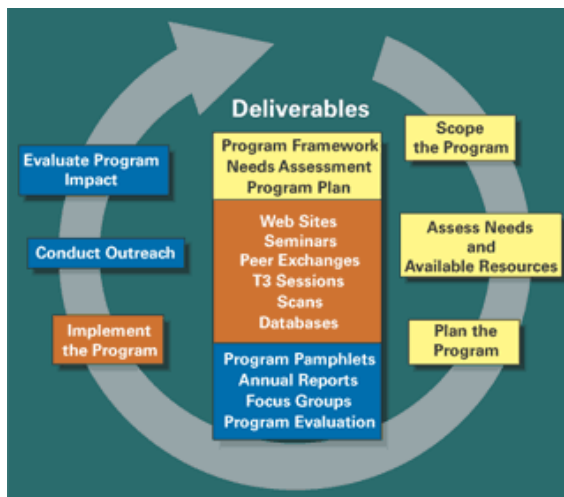 Deliverables
Program Framework
Needs Assessment
Program Plan
Web Sites
Seminars
Peer Exchanges
T3 Sessions
Scans
Databases
Program Pamphlets
Annual Reports
Focus Groups
Program Evaluation
Scope
the Program
Assess Needs
and
Available Resources
Plan the
Program
Implement
the Program
Conduct Outreach
Evaluate Program
Impact